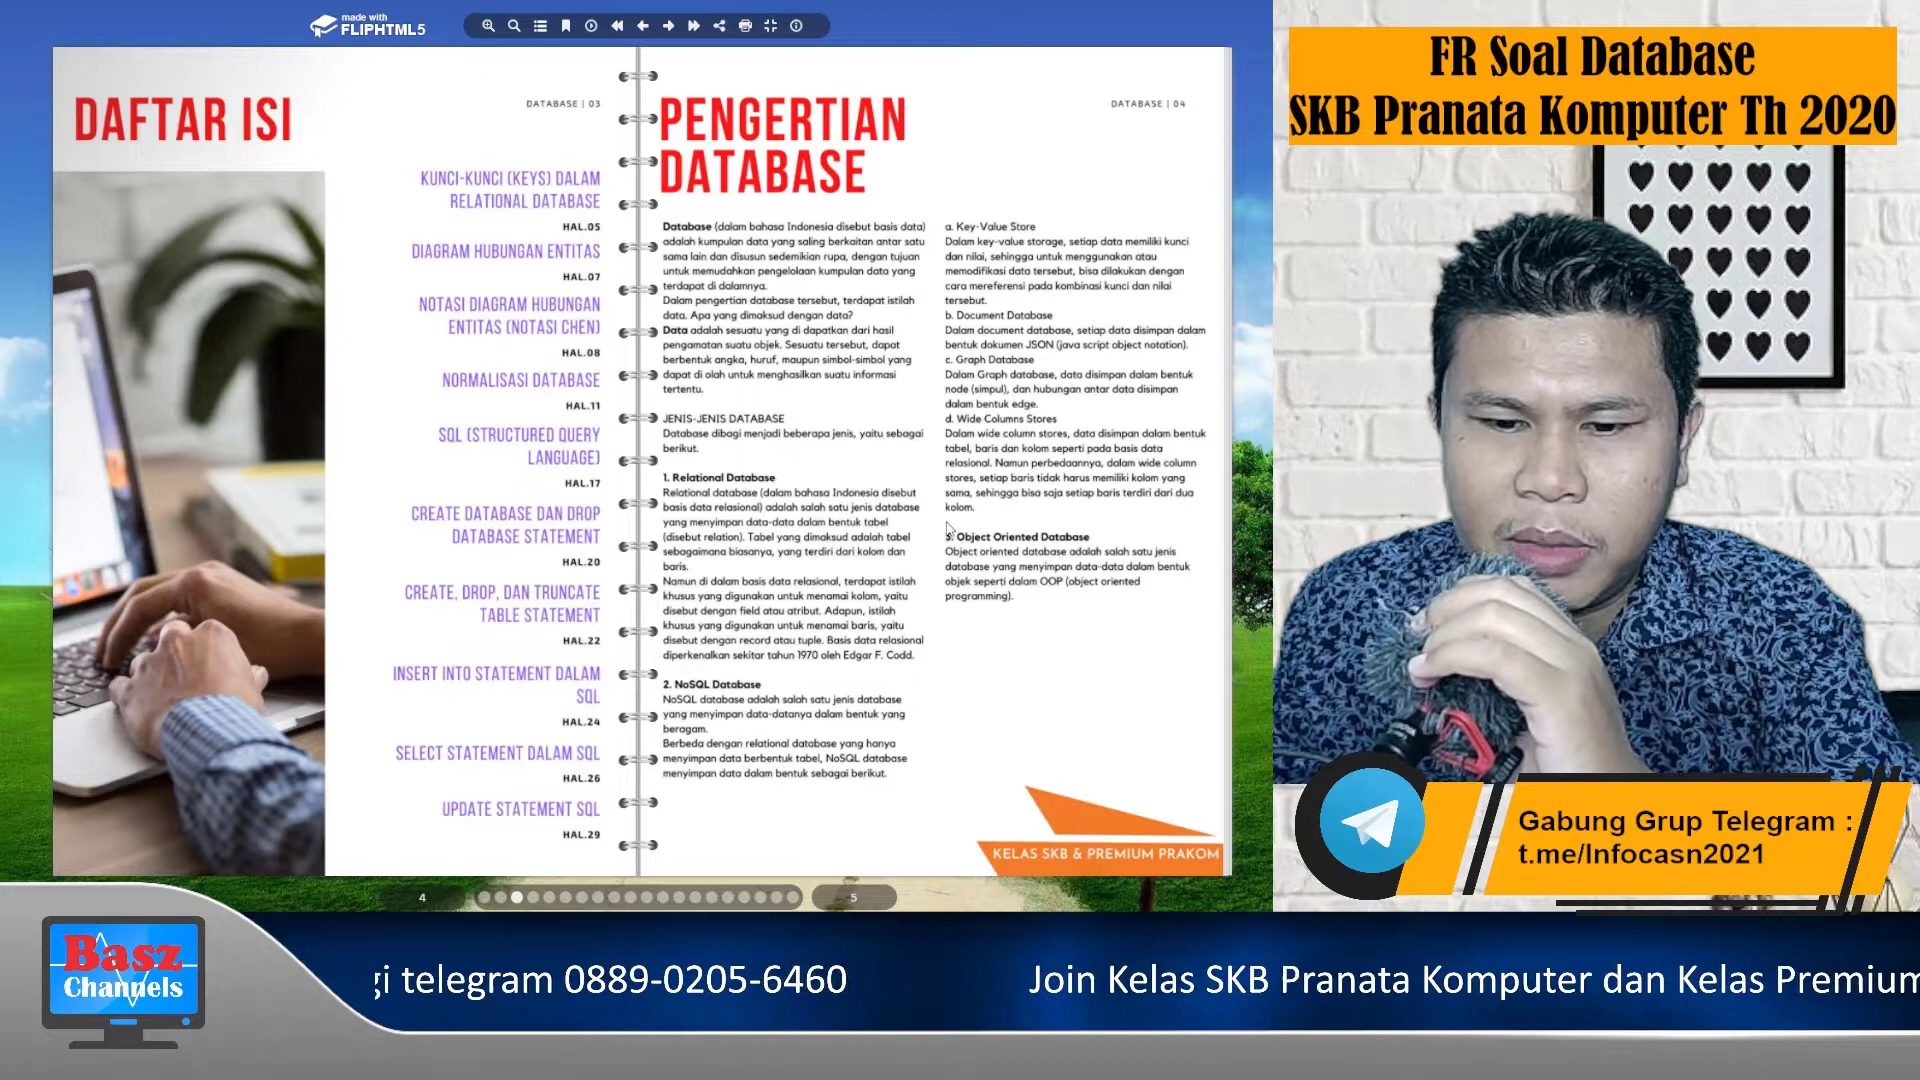 made with
FLIPHTML5
DAFTAR ISI
DATABASE | 03
KUNCI-KUNCI (KEYS) DALAM
RELATIONAL DATABASE
HAL.05
DIAGRAM HUBUNGAN ENTITAS
HAL.07
NOTASI DIAGRAM HUBUNGAN
ENTITAS (NOTASI CHEN)
HAL.08
NORMALISASI DATABASE
HAL.11
SQL (STRUCTURED QUERY
LANGUAGE)
HAL.17
CREATE DATABASE DAN DROP
DATABASE STATEMENT
HAL.20
CREATE, DROP, DAN TRUNCATE
TABLE STATEMENT
HAL.22
INSERT INTO STATEMENT DALAM
SQL
HAL.24
SELECT STATEMENT DALAM SQL
HAL.26
UPDATE STATEMENT SQL
HAL.29
DATABASE | 04
PENGERTIAN
DATABASE
Database (dalam bahasa Indonesia disebut basis data)
adalah kumpulan data yang saling berkaitan antar satu
sama lain dan disusun sedemikian rupa, dengan tujuan
untuk memudahkan pengelolaan kumpulan data yang
terdapat di dalamnya.
Dalam pengertian database tersebut, terdapat istilah
data. Apa yang dimaksud dengan data?
Data adalah sesuatu yang di dapatkan dari hasil
pengamatan suatu objek. Sesuatu tersebut, dapat
berbentuk angka, huruf, maupun simbol-simbol yang
dapat di olah untuk menghasilkan suatu informasi
tertentu.
JENIS-JENIS DATABASE
Database dibagi menjadi beberapa jenis, yaitu sebagai
berikut.
1. Relational Database
Relational database (dalam bahasa Indonesia disebut
basis data relasional) adalah salah satu jenis database
yang menyimpan data-data dalam bentuk tabel
(disebut relation). Tabel yang dimaksud adalah tabel
sebagaimana biasanya, yang terdiri dari kolom dan
baris.
Namun di dalam basis data relasional, terdapat istilah
khusus yang digunakan untuk menamai kolom, yaitu
disebut dengan field atau atribut. Adapun, istilah
khusus yang digunakan untuk menamai baris, yaitu
disebut dengan record atau tuple. Basis data relasional
diperkenalkan sekitar tahun 1970 oleh Edgar F. Codd.
2. NoSQL Database
NoSQL database adalah salah satu jenis database
yang menyimpan data-datanya dalam bentuk yang
beragam.
Berbeda dengan relational database yang hanya
menyimpan data berbentuk tabel, NoSQL database
menyimpan data dalam bentuk sebagai berikut.
a. Key-Value Store
Dalam key-value storage, setiap data memiliki kunci
dan nilai, sehingga untuk menggunakan atau
memodifikasi data tersebut, bisa dilakukan dengan
cara mereferensi pada kombinasi kunci dan nilai
tersebut.
b. Document Database
Dalam document database, setiap data disimpan dalam
bentuk dokumen JSON (java script object notation).
c. Graph Database
Dalam Graph database, data disimpan dalam bentuk
node (simpul), dan hubungan antar data disimpan
dalam bentuk edge.
d. Wide Columns Stores
Dalam wide column stores, data disimpan dalam bentuk
tabel, baris dan kolom seperti pada basis data
relasional. Namun perbedaannya, dalam wide column
stores, setiap baris tidak harus memiliki kolom yang
sama, sehingga bisa saja setiap baris terdiri dari dua
kolom.
Object Oriented Database
Object oriented database adalah salah satu jenis
database yang menyimpan data-data dalam bentuk
objek seperti dalam OOP (object oriented
programming).
KELAS SKB & PREMIUM PRAKOM
4
5
FR Soal Database
SKB Pranata Komputer Th 2020
Gabung Grup Telegram :
t.me/Infocasn2021
Basz
Channels
gi telegram 0889-0205-6460
Join Kelas SKB Pranata Komputer dan Kelas Premium